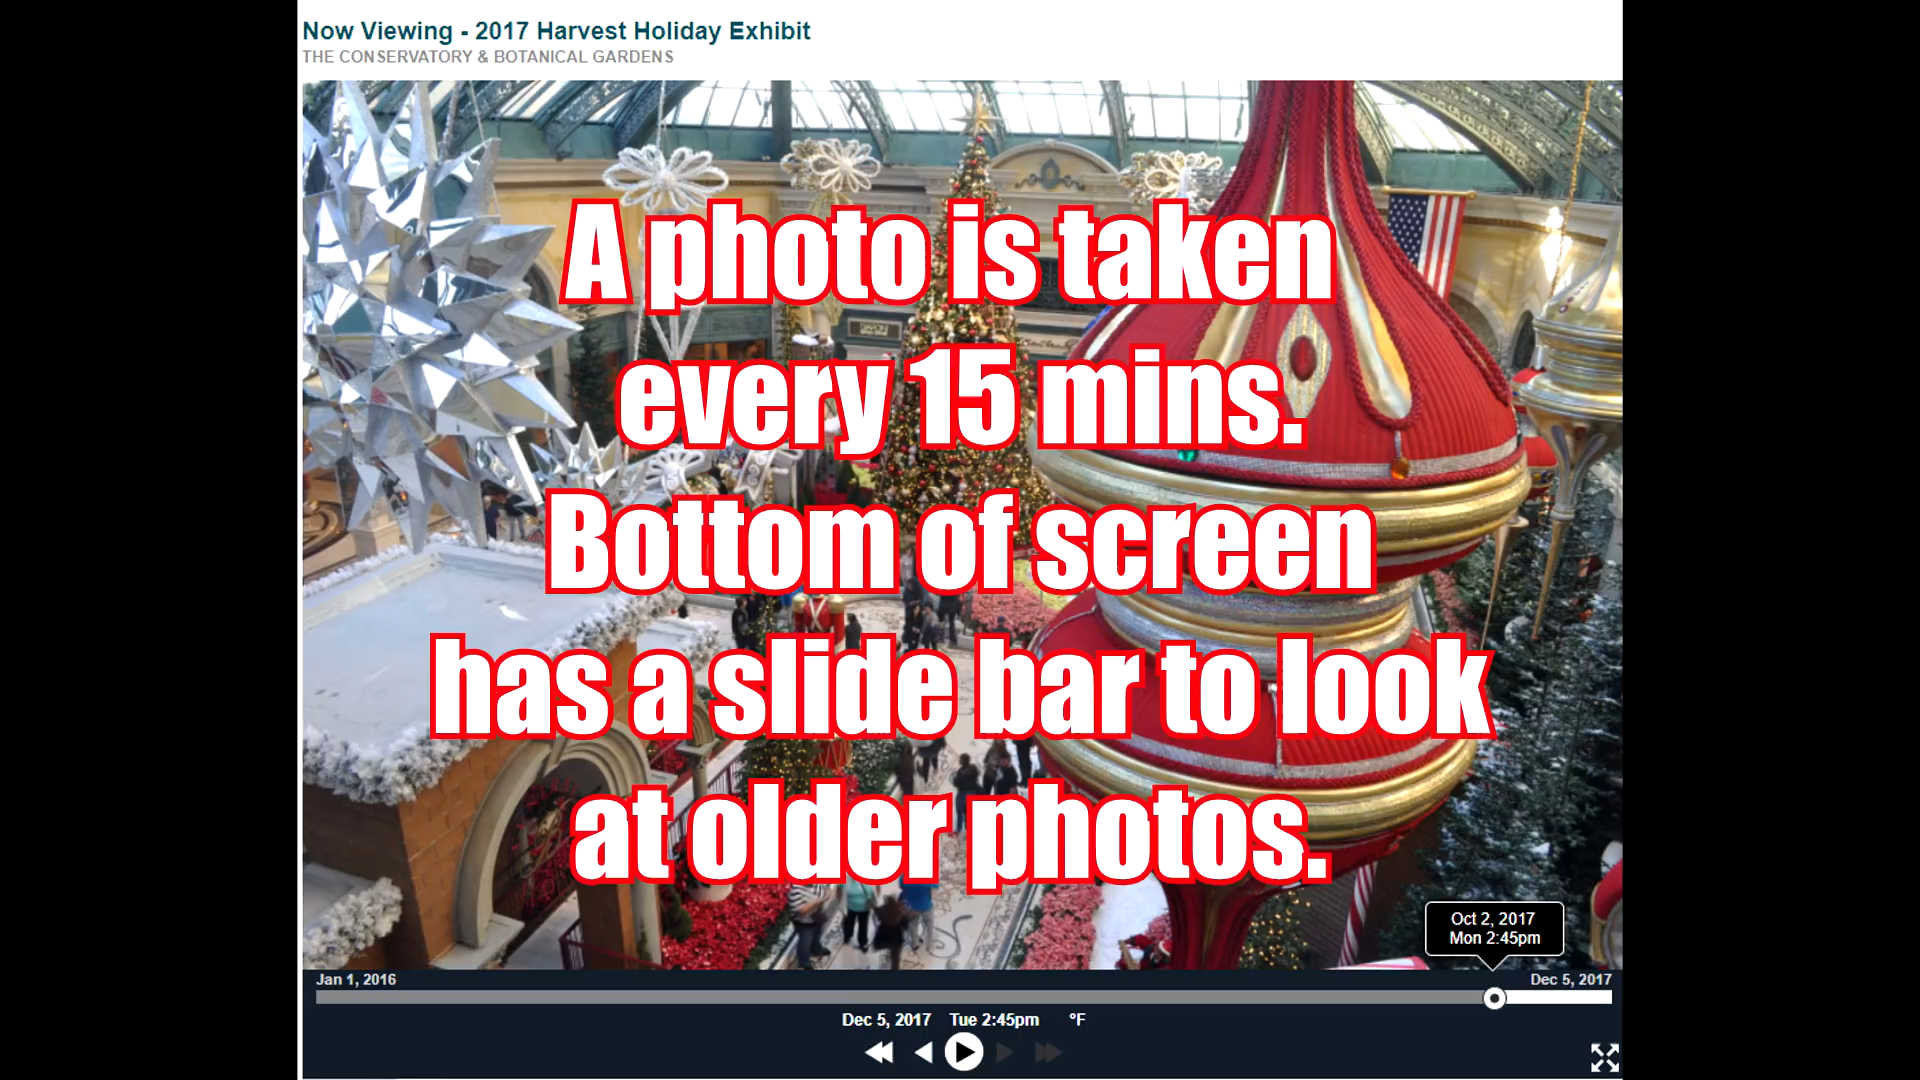 Now Viewing - 2017 Harvest Holiday Exhibit
THE CONSERVATORY & BOTANICAL GARDENS
A photo is taken
every 15 mins.
Bottom of screen
has a slide bar to look
at older photos.
Oct 2, 2017
Mon 2:45pm
Jan 1, 2016
Dec 5, 2017
Dec 5, 2017 Tue 2:45pm °F